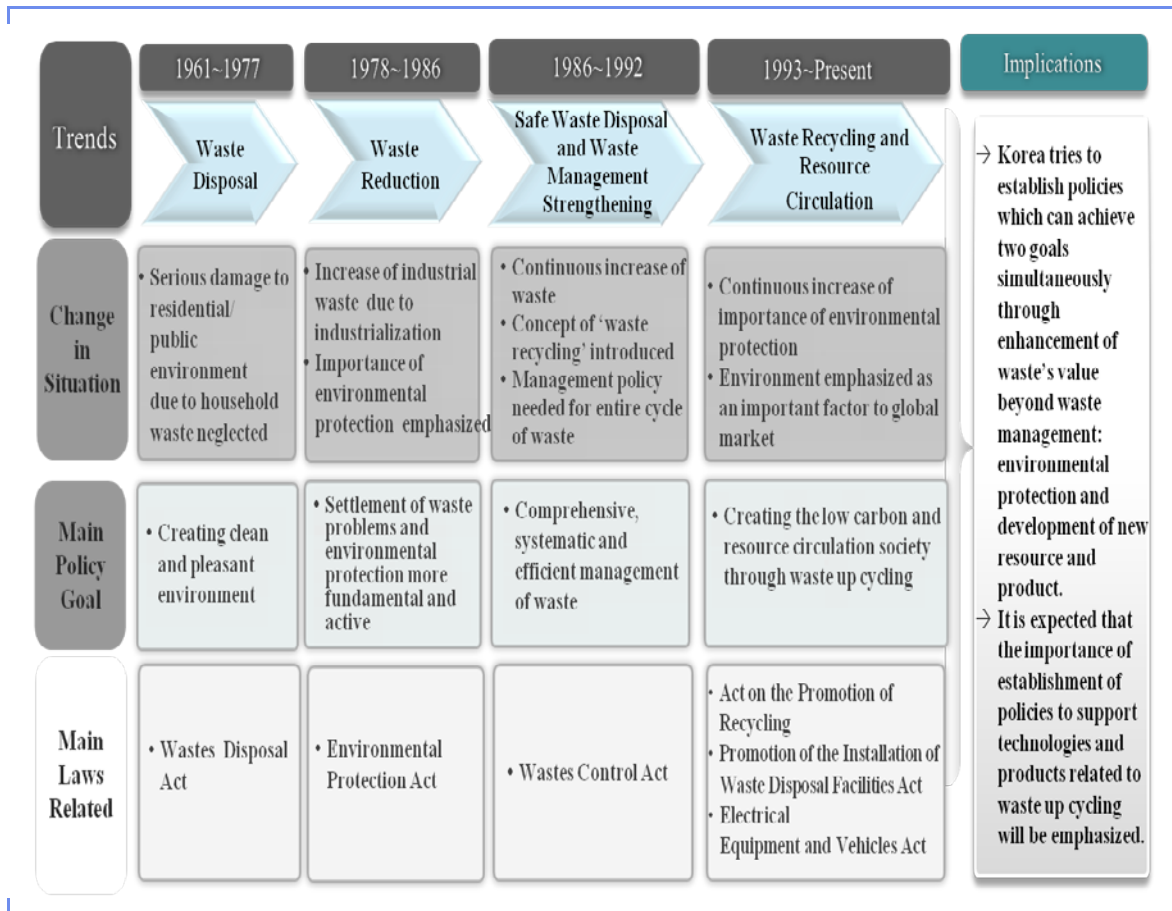 Trends
1961~1977
1978~1986
1986~1992
1993~Present
Implications
Waste
Disposal
Waste
Reduction
Safe Waste Disposal
and Waste
Management
Strengthening
Waste Recycling and
Resource
Circulation
Change
in
Situation
• Serious damage to
residential/
public
environment
due to household
waste neglected
• Increase of industrial
waste due to
industrialization
• Importance of
environmental
protection emphasized
• Continuous increase of
waste
• Concept of ‘waste
recycling’ introduced
• Management policy
needed for entire cycle
of waste
• Continuous increase of
importance of environmental
protection
• Environment emphasized as
an important factor to global
market
Main
Policy
Goal
• Creating clean
and pleasant
environment
• Settlement of waste
problems and
environmental
protection more
fundamental and
active
• Comprehensive,
systematic and
efficient management
of waste
• Creating the low carbon and
resource circulation society
through waste up cycling
Main
Laws
Related
• Wastes Disposal
Act
• Environmental
Protection Act
• Wastes Control Act
• Act on the Promotion of
Recycling
• Promotion of the Installation of
Waste Disposal Facilities Act
• Electrical
Equipment and Vehicles Act
→ Korea tries to
establish policies
which can achieve
two goals
simultaneously
through
enhancement of
waste’s value
beyond waste
management:
environmental
protection and
development of new
resource and
product.
→ It is expected that
the importance of
establishment of
policies to support
technologies and
products related to
waste up cycling
will be emphasized.